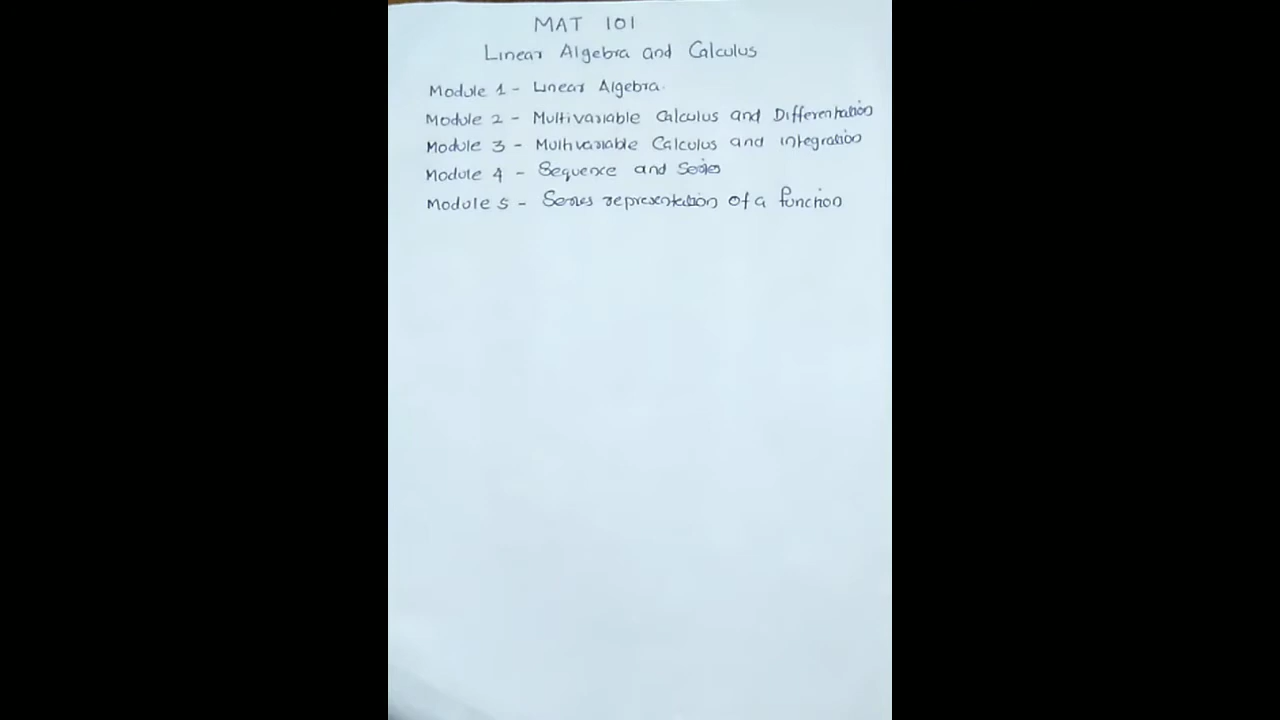 MAT 101
Linear Algebra and Calculus
Module 1 - Linear Algebra.
Module 2 - Multivariable Calculus and Differentiation
Module 3 - Multivariable Calculus and integration
Module 4 - Sequence and Series
Module 5 - Series representation of a function